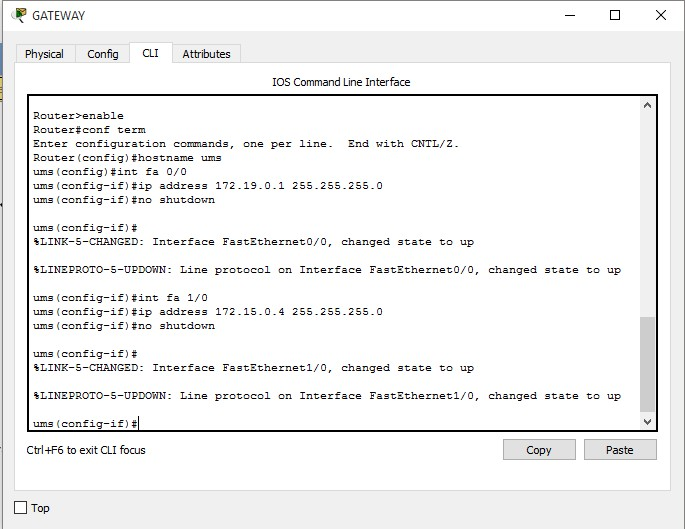 GATEWAY
Physical Config CLI Attributes
IOS Command Line Interface
Router>enable
Router#conf term
Enter configuration commands, one per line.  End with CNTL/Z.
Router(config)#hostname ums
ums(config)#int fa 0/0
ums(config-if)#ip address 172.19.0.1 255.255.255.0
ums(config-if)#no shutdown
ums(config-if)#
%LINK-5-CHANGED: Interface FastEthernet0/0, changed state to up
%LINEPROTO-5-UPDOWN: Line protocol on Interface FastEthernet0/0, changed state to up
ums(config-if)#int fa 1/0
ums(config-if)#ip address 172.15.0.4 255.255.255.0
ums(config-if)#no shutdown
ums(config-if)#
%LINK-5-CHANGED: Interface FastEthernet1/0, changed state to up
%LINEPROTO-5-UPDOWN: Line protocol on Interface FastEthernet1/0, changed state to up
ums(config-if)#
Ctrl+F6 to exit CLI focus
Copy Paste
Top